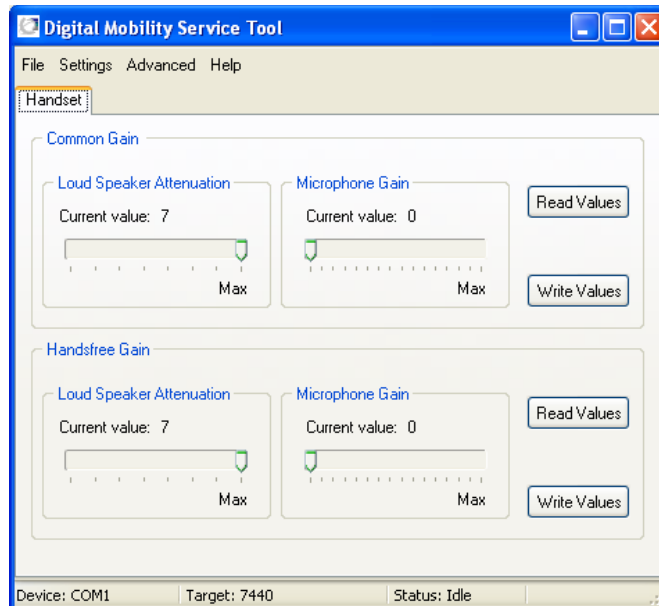 Digital Mobility Service Tool
File Settings Advanced Help
Handset
Common Gain
Loud Speaker Attenuation
Current value: 7
Max
Microphone Gain
Current value: 0
Max
Read Values
Write Values
Handsfree Gain
Loud Speaker Attenuation
Current value: 7
Max
Microphone Gain
Current value: 0
Max
Read Values
Write Values
Device: COM1 Target: 7440 Status: Idle